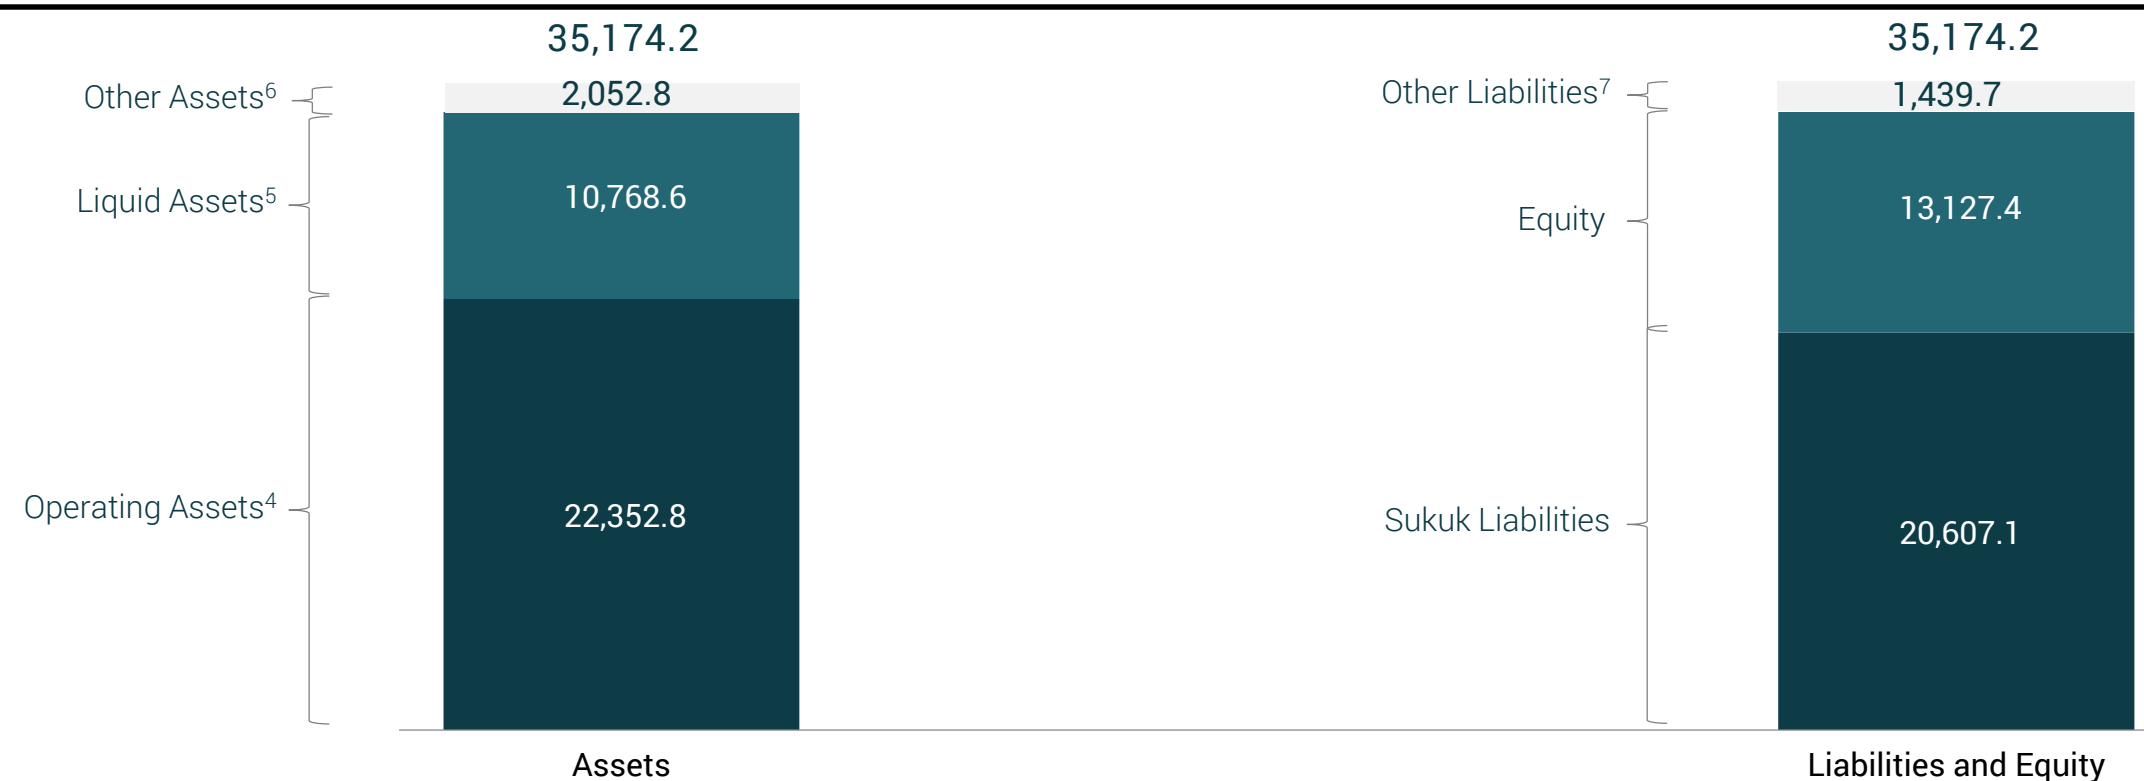 35,174.2
Other Assets⁶
2,052.8
Liquid Assets⁵
10,768.6
Operating Assets⁴
22,352.8
Assets
35,174.2
Other Liabilities⁷
1,439.7
Equity
13,127.4
Sukuk Liabilities
20,607.1
Liabilities and Equity